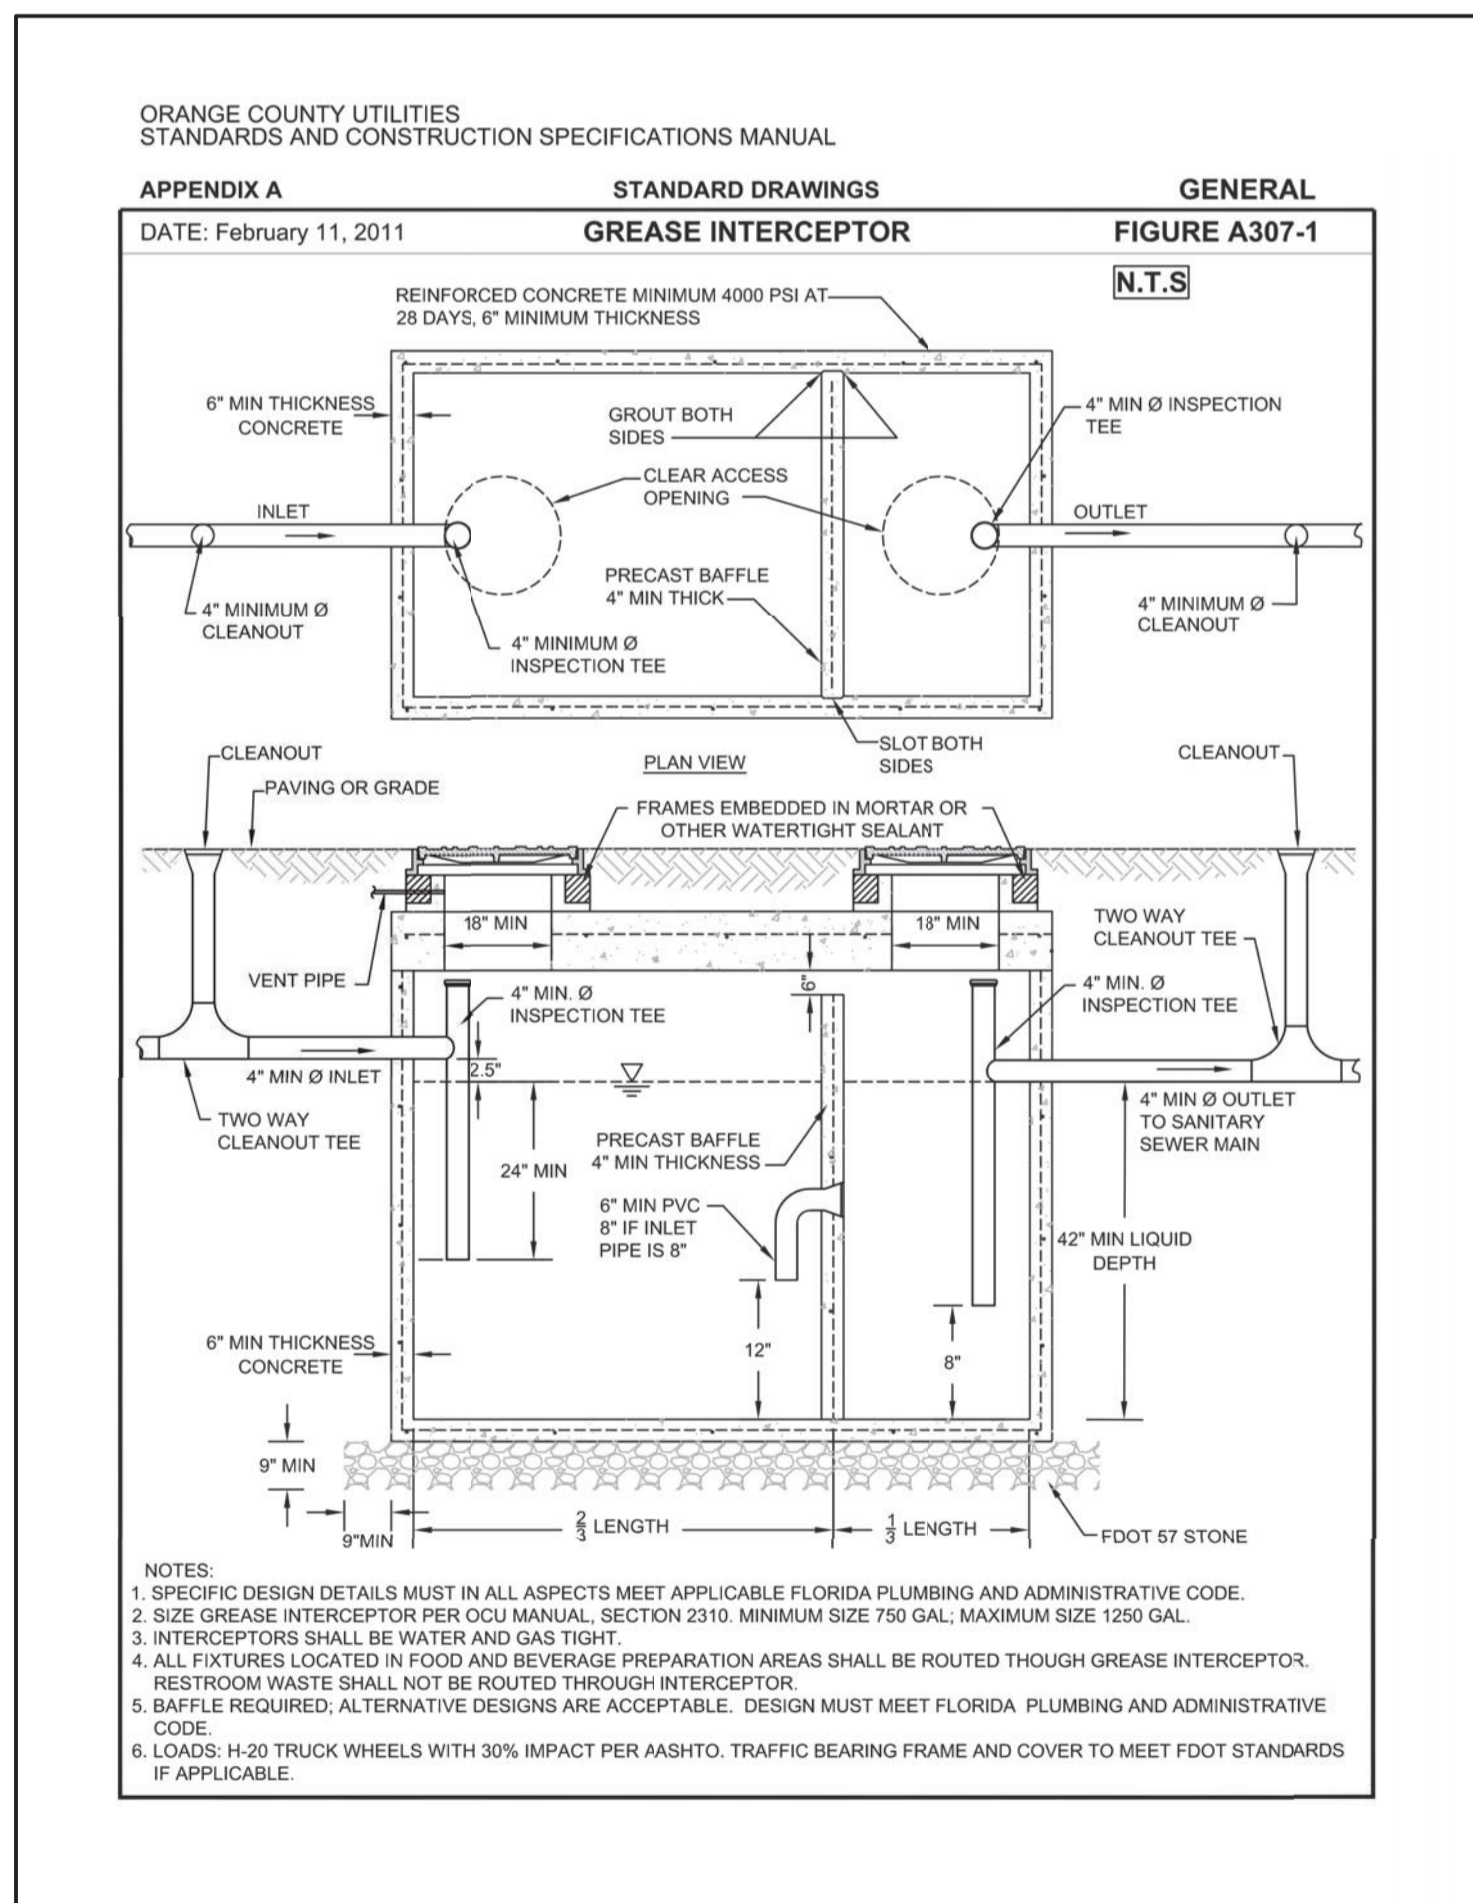 ORANGE COUNTY UTILITIES
STANDARDS AND CONSTRUCTION SPECIFICATIONS MANUAL
APPENDIX A
STANDARD DRAWINGS
GENERAL
DATE: February 11, 2011
GREASE INTERCEPTOR
FIGURE A307-1
N.T.S
REINFORCED CONCRETE MINIMUM 4000 PSI AT
28 DAYS, 6" MINIMUM THICKNESS
6" MIN THICKNESS
CONCRETE
GROUT BOTH
SIDES
4" MIN Ø INSPECTION
TEE
CLEAR ACCESS
OPENING
INLET
OUTLET
PRECAST BAFFLE
4" MIN THICK
4" MINIMUM Ø
CLEANOUT
4" MINIMUM Ø
INSPECTION TEE
4" MINIMUM Ø
CLEANOUT
SLOT BOTH
SIDES
PLAN VIEW
CLEANOUT
CLEANOUT
PAVING OR GRADE
FRAMES EMBEDDED IN MORTAR OR
OTHER WATERTIGHT SEALANT
18" MIN
18" MIN
TWO WAY
CLEANOUT TEE
VENT PIPE
6"
4" MIN. Ø
INSPECTION TEE
4" MIN. Ø
INSPECTION TEE
4" MIN Ø INLET
2.5"
4" MIN Ø OUTLET
TO SANITARY
SEWER MAIN
TWO WAY
CLEANOUT TEE
PRECAST BAFFLE
4" MIN THICKNESS
24" MIN
6" MIN PVC
8" IF INLET
PIPE IS 8"
42" MIN LIQUID
DEPTH
6" MIN THICKNESS
CONCRETE
12"
8"
9" MIN
9"MIN
2/3 LENGTH
1/3 LENGTH
FDOT 57 STONE
NOTES:
1. SPECIFIC DESIGN DETAILS MUST IN ALL ASPECTS MEET APPLICABLE FLORIDA PLUMBING AND ADMINISTRATIVE CODE.
2. SIZE GREASE INTERCEPTOR PER OCU MANUAL, SECTION 2310. MINIMUM SIZE 750 GAL; MAXIMUM SIZE 1250 GAL.
3. INTERCEPTORS SHALL BE WATER AND GAS TIGHT.
4. ALL FIXTURES LOCATED IN FOOD AND BEVERAGE PREPARATION AREAS SHALL BE ROUTED THOUGH GREASE INTERCEPTOR.
RESTROOM WASTE SHALL NOT BE ROUTED THROUGH INTERCEPTOR.
5. BAFFLE REQUIRED; ALTERNATIVE DESIGNS ARE ACCEPTABLE. DESIGN MUST MEET FLORIDA PLUMBING AND ADMINISTRATIVE
CODE.
6. LOADS: H-20 TRUCK WHEELS WITH 30% IMPACT PER AASHTO. TRAFFIC BEARING FRAME AND COVER TO MEET FDOT STANDARDS
IF APPLICABLE.